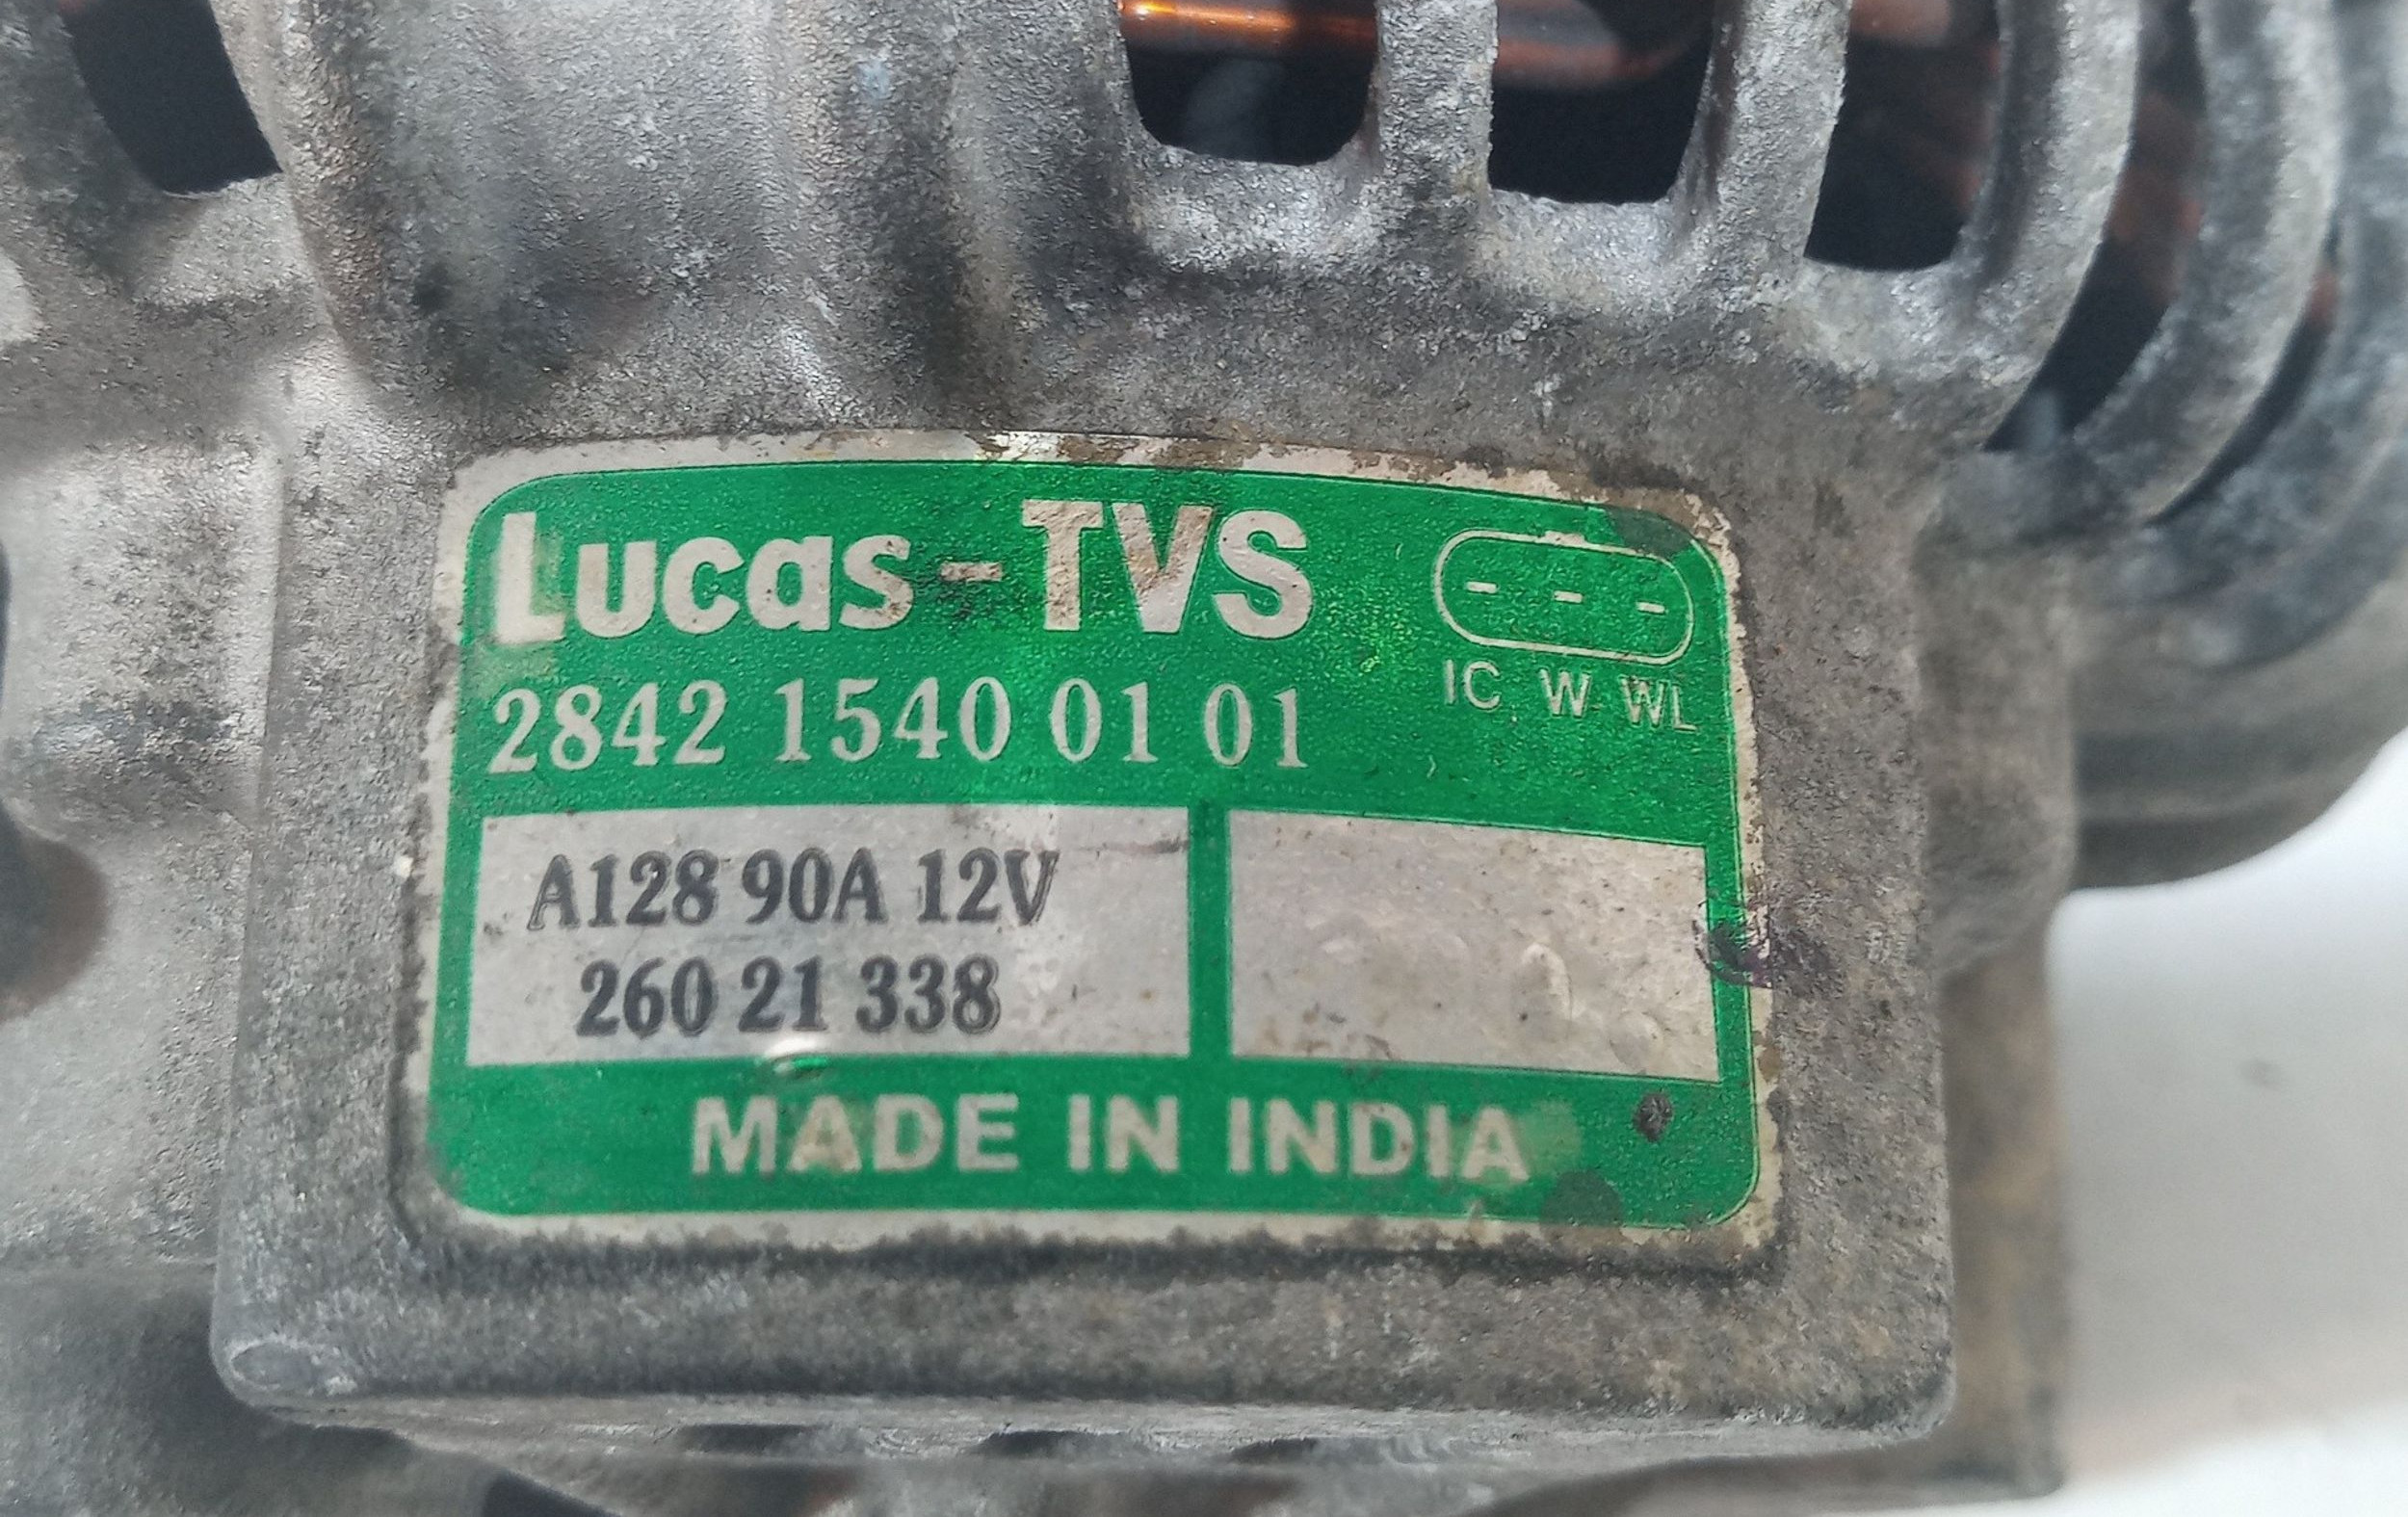 Lucas-TVS
2842 1540 01 01
IC W WL
A128 90A 12V
260 21 338
MADE IN INDIA